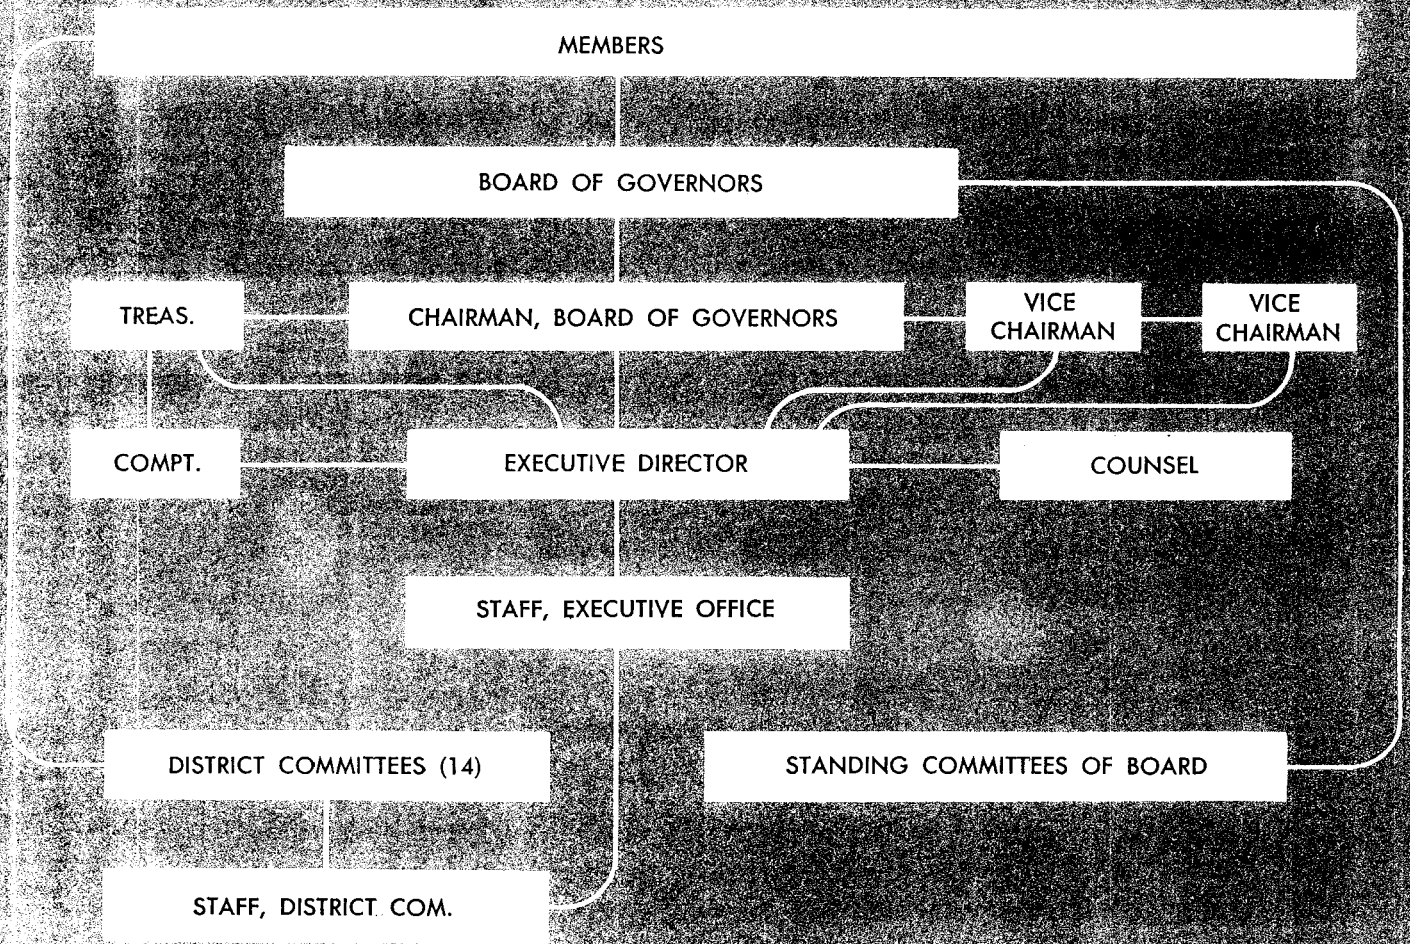 MEMBERS
BOARD OF GOVERNORS
TREAS.
CHAIRMAN, BOARD OF GOVERNORS
VICE
CHAIRMAN
VICE
CHAIRMAN
COMPT.
EXECUTIVE DIRECTOR
COUNSEL
STAFF, EXECUTIVE OFFICE
DISTRICT COMMITTEES (14)
STANDING COMMITTEES OF BOARD
STAFF, DISTRICT COM.